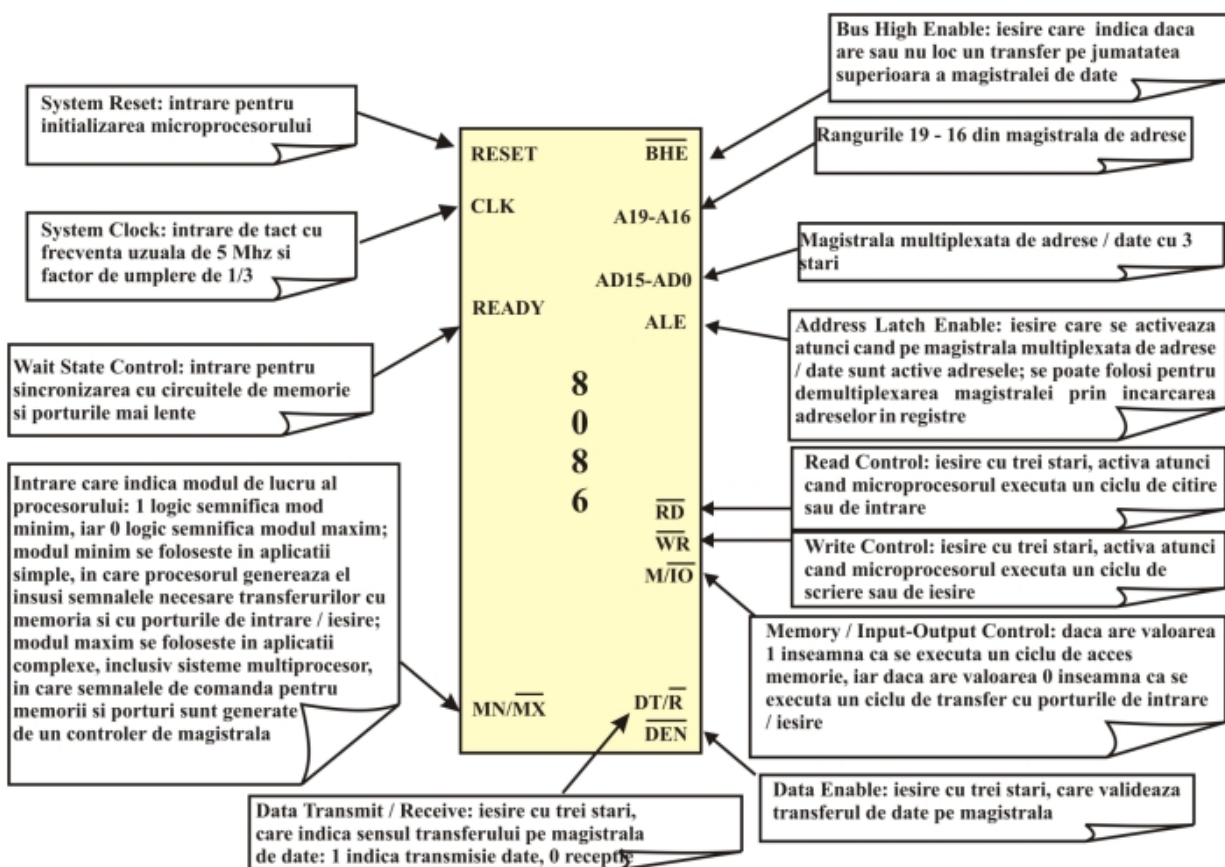 Bus High Enable: iesire care indica daca
are sau nu loc un transfer pe jumatatea
superioara a magistralei de date
System Reset: intrare pentru
initializarea microprocesorului
Rangurile 19 - 16 din magistrala de adrese
System Clock: intrare de tact cu
frecventa uzuala de 5 Mhz si
factor de umplere de 1/3
Magistrala multiplexata de adrese / date cu 3
stari
Address Latch Enable: iesire care se activeaza
atunci cand pe magistrala multiplexata de adrese
/ date sunt active adresele; se poate folosi pentru
demultiplexarea magistralei prin incarcarea
adreselor in registre
Wait State Control: intrare pentru
sincronizarea cu circuitele de memorie
si porturile mai lente
Read Control: iesire cu trei stari, activa atunci
cand microprocesorul executa un ciclu de citire
sau de intrare
Write Control: iesire cu trei stari, activa atunci
cand microprocesorul executa un ciclu de
scriere sau de iesire
Intrare care indica modul de lucru al
procesorului: 1 logic semnifica mod
minim, iar 0 logic semnifica modul maxim;
modul minim se foloseste in aplicatii
simple, in care procesorul genereaza el
insusi semnalele necesare transferurilor cu
memoria si cu porturile de intrare / iesire;
modul maxim se foloseste in aplicatii
complexe, inclusiv sisteme multiprocesor,
in care semnalele de comanda pentru
memorii si porturi sunt generate
de un controler de magistrala
Memory / Input-Output Control: daca are valoarea
1 inseamna ca se executa un ciclu de acces
memorie, iar daca are valoarea 0 inseamna ca se
executa un ciclu de transfer cu porturile de intrare
/ iesire
Data Enable: iesire cu trei stari, care valideaza
transferul de date pe magistrala
Data Transmit / Receive: iesire cu trei stari,
care indica sensul transferului pe magistrala
de date: 1 indica transmisie date, 0 receptie
RESET
CLK
READY
MN/M̅X̅
B̅H̅E̅
A19-A16
AD15-AD0
ALE
R̅D̅
W̅R̅
M/I̅O̅
DT/R̅
D̅E̅N̅
8
0
8
6